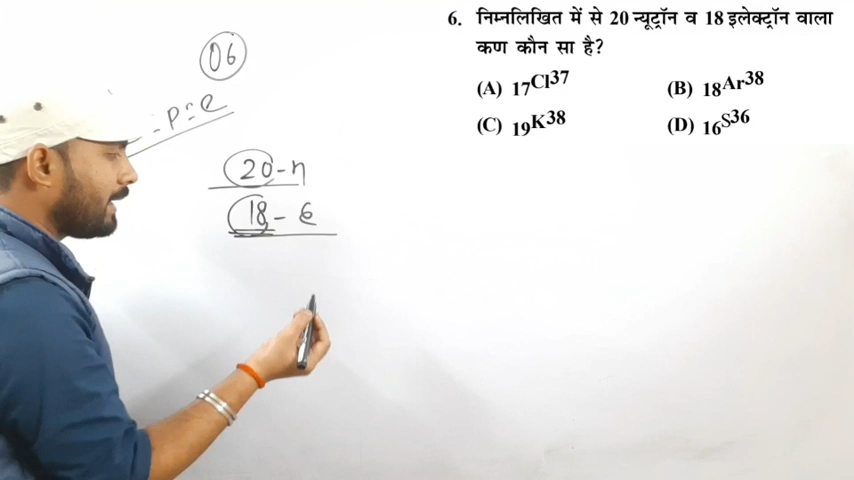 06
- P = e
20 - n
18 - e
6. निम्नलिखित में से 20 न्यूट्रॉन व 18 इलेक्ट्रॉन वाला
कण कौन सा है?
(A) 17Cl37 (B) 18Ar38
(C) 19K38 (D) 16S36